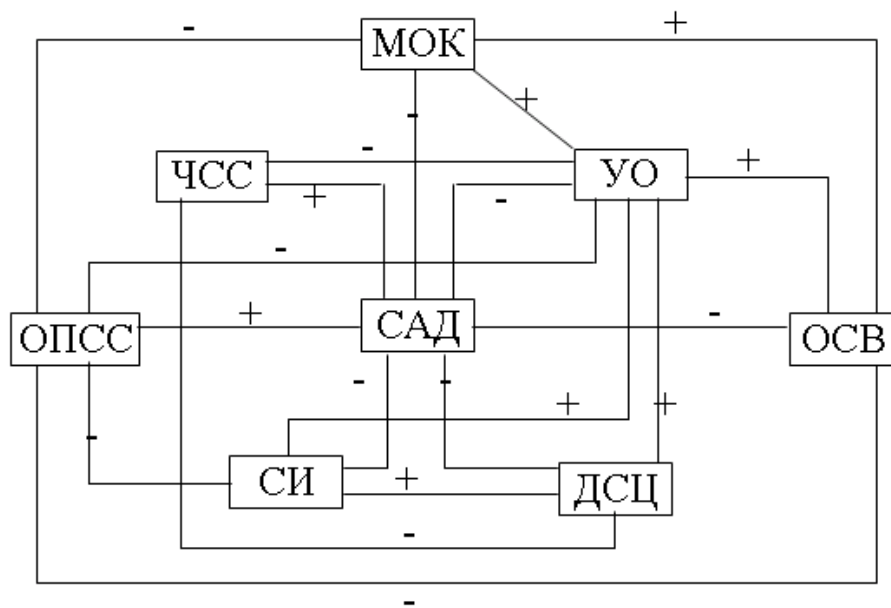 - +
МОК
- +
ЧСС - УО +
+ -
-
ОПСС + САД - ОСВ
- -
+ +
-
СИ + ДСЦ
-
-